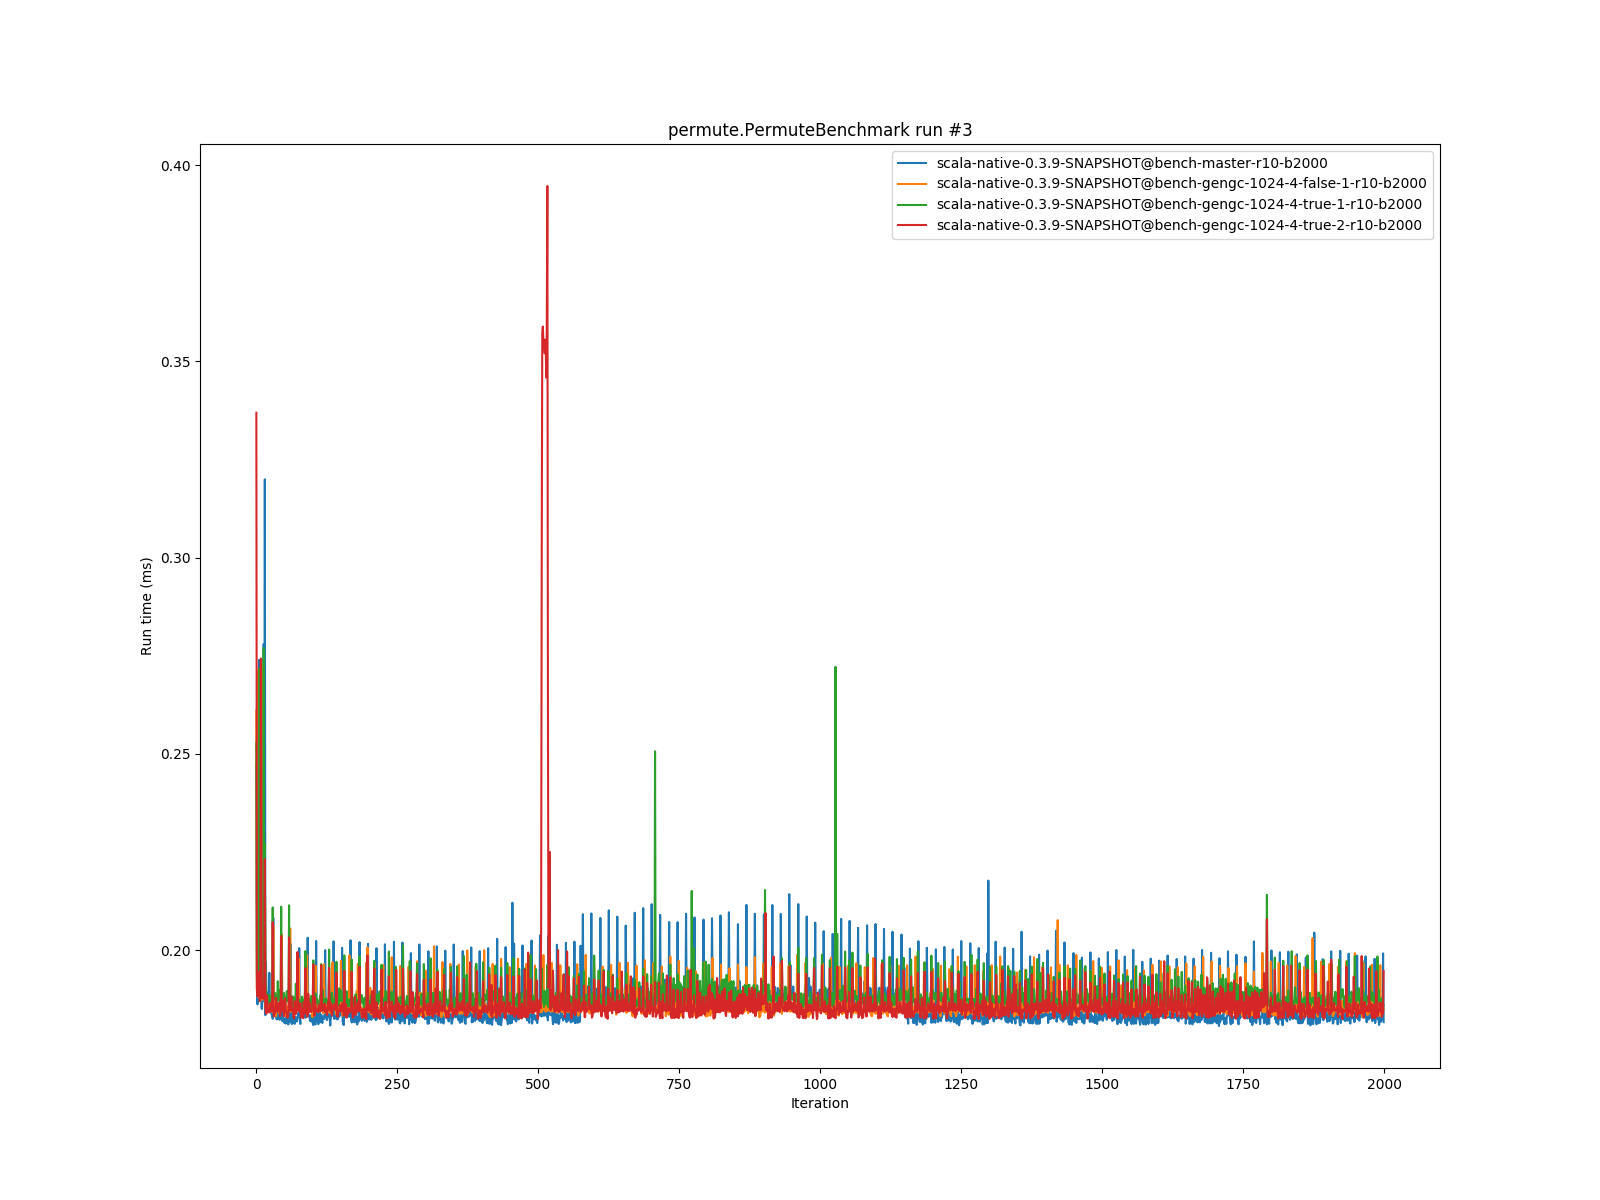 permute.PermuteBenchmark run #3
scala-native-0.3.9-SNAPSHOT@bench-master-r10-b2000
scala-native-0.3.9-SNAPSHOT@bench-gengc-1024-4-false-1-r10-b2000
scala-native-0.3.9-SNAPSHOT@bench-gengc-1024-4-true-1-r10-b2000
scala-native-0.3.9-SNAPSHOT@bench-gengc-1024-4-true-2-r10-b2000
0.40
0.35
0.30
0.25
0.20
Run time (ms)
0 250 500 750 1000 1250 1500 1750 2000
Iteration